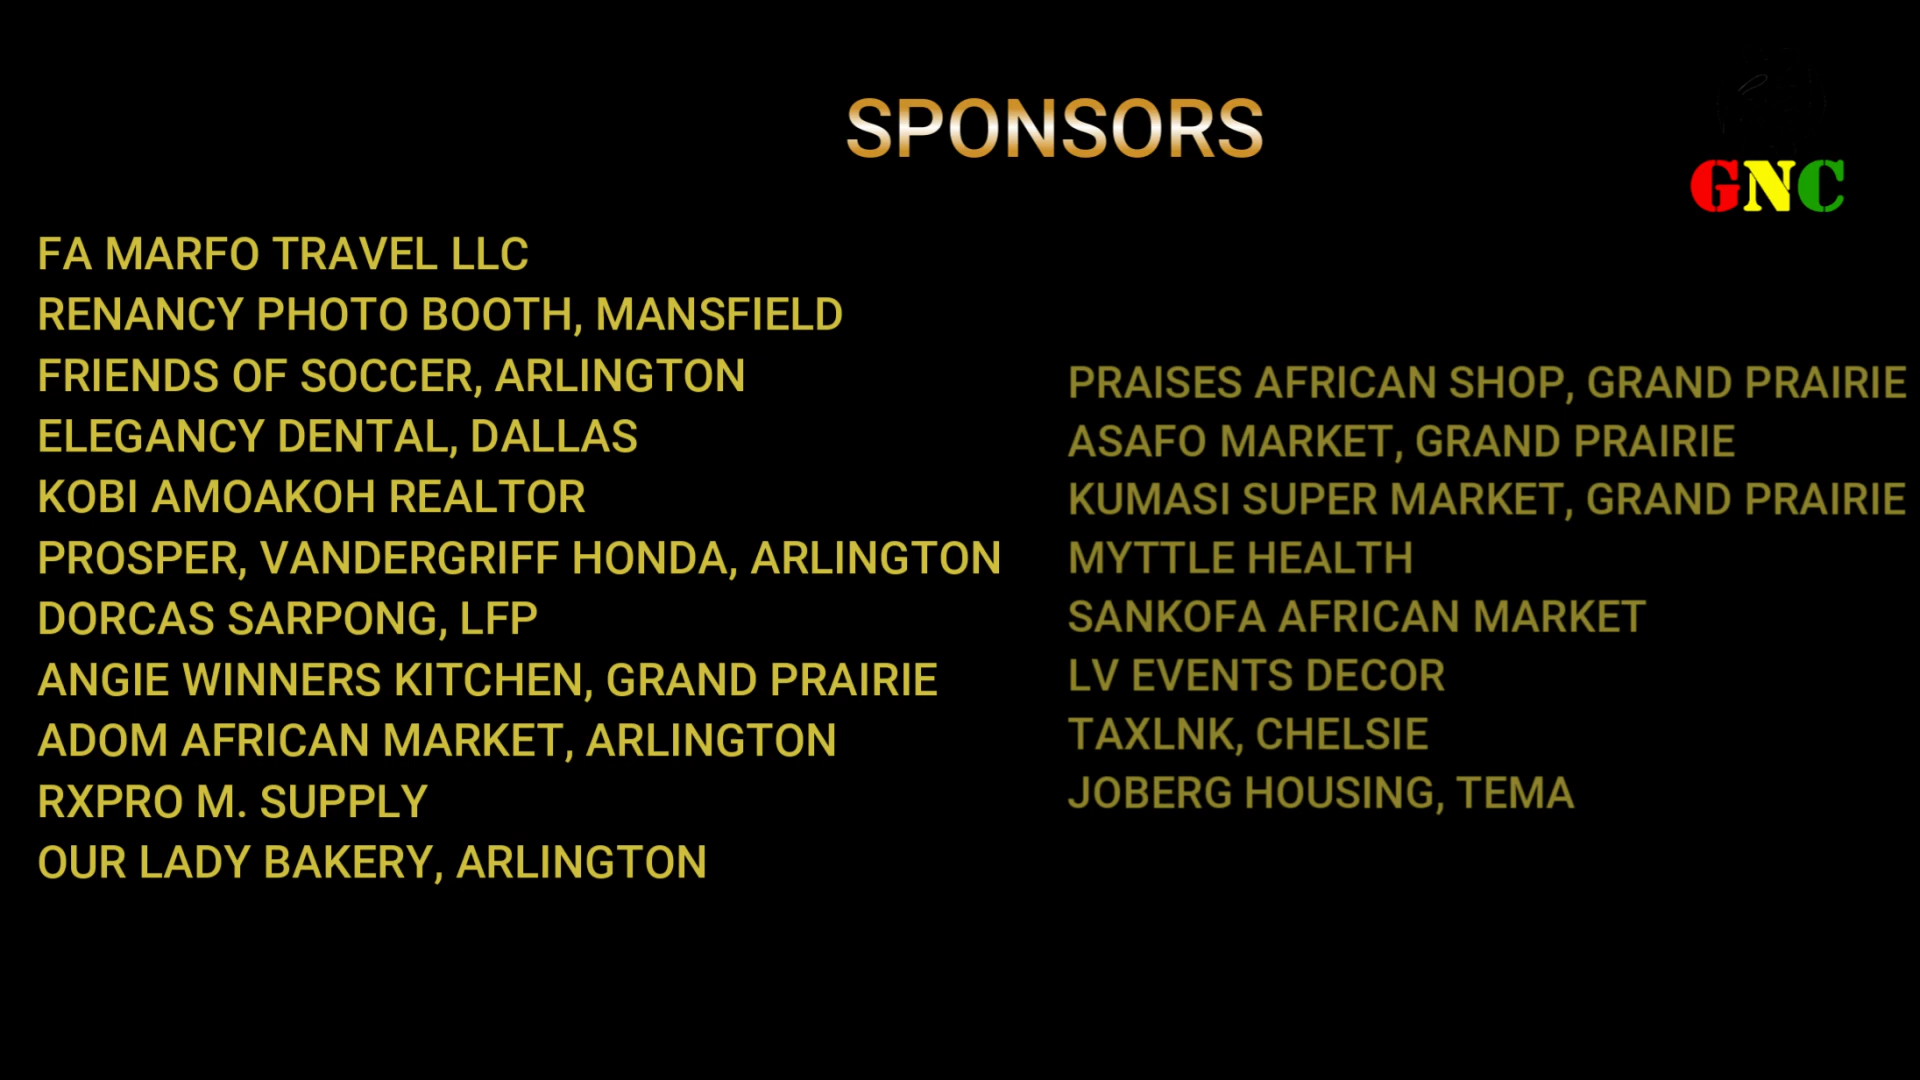 SPONSORS
GNC
FA MARFO TRAVEL LLC
RENANCY PHOTO BOOTH, MANSFIELD
FRIENDS OF SOCCER, ARLINGTON
ELEGANCY DENTAL, DALLAS
KOBI AMOAKOH REALTOR
PROSPER, VANDERGRIFF HONDA, ARLINGTON
DORCAS SARPONG, LFP
ANGIE WINNERS KITCHEN, GRAND PRAIRIE
ADOM AFRICAN MARKET, ARLINGTON
RXPRO M. SUPPLY
OUR LADY BAKERY, ARLINGTON
PRAISES AFRICAN SHOP, GRAND PRAIRIE
ASAFO MARKET, GRAND PRAIRIE
KUMASI SUPER MARKET, GRAND PRAIRIE
MYTTLE HEALTH
SANKOFA AFRICAN MARKET
LV EVENTS DECOR
TAXLNK, CHELSIE
JOBERG HOUSING, TEMA